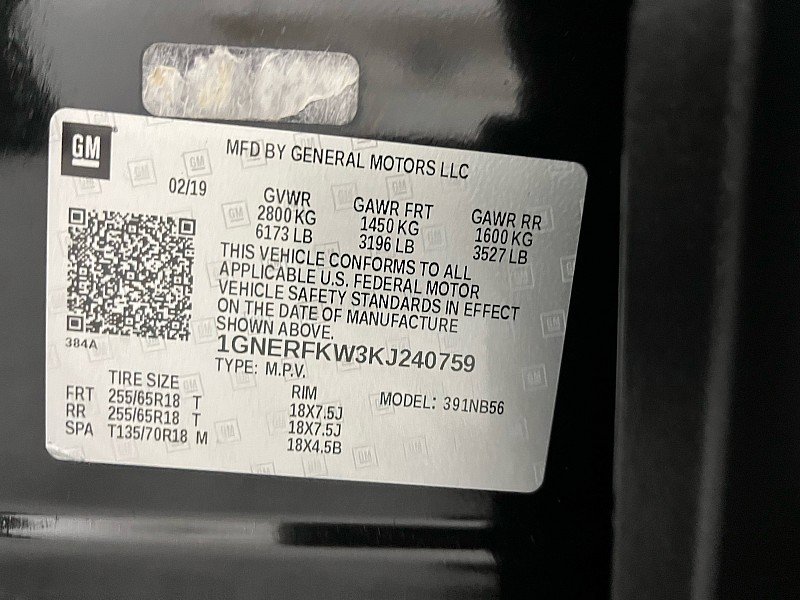 GM
MFD BY GENERAL MOTORS LLC
02/19
GVWR GAWR FRT GAWR RR
2800 KG 1450 KG 1600 KG
6173 LB 3196 LB 3527 LB
THIS VEHICLE CONFORMS TO ALL
APPLICABLE U.S. FEDERAL MOTOR
VEHICLE SAFETY STANDARDS IN EFFECT
ON THE DATE OF MANUFACTURE
SHOWN ABOVE.
384A
1GNERFKW3KJ240759
TYPE: M.P.V.
TIRE SIZE RIM MODEL: 391NB56
FRT 255/65R18 T 18X7.5J
RR 255/65R18 T 18X7.5J
SPA T135/70R18 M 18X4.5B